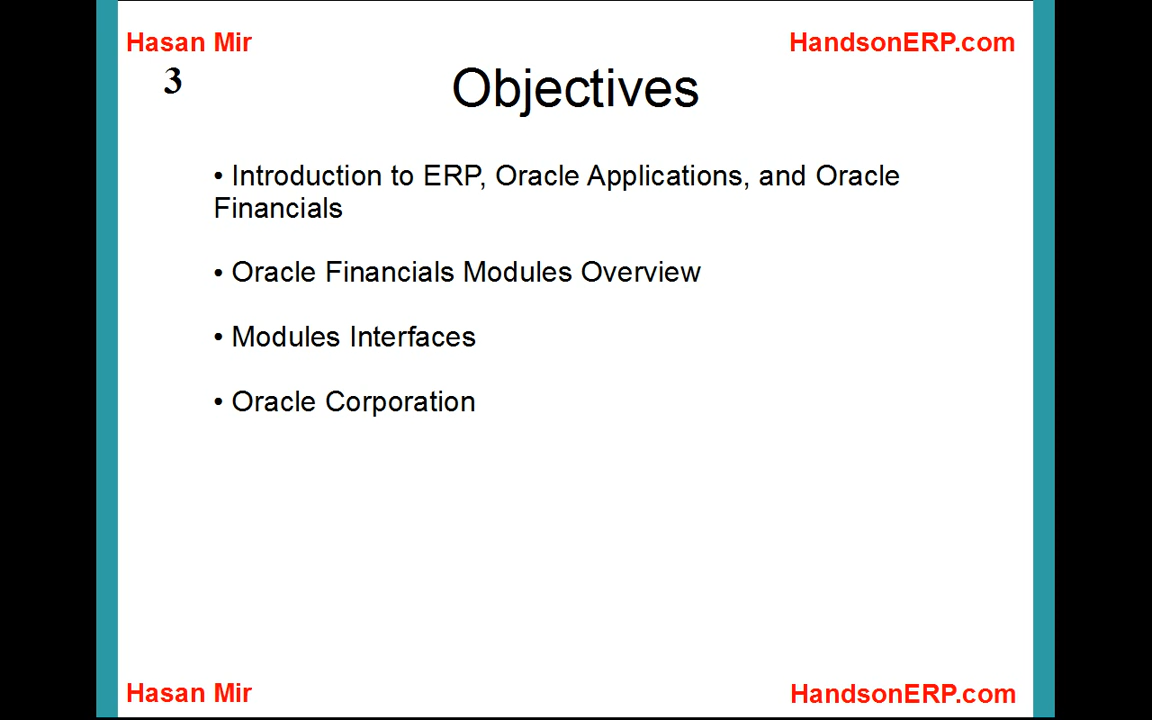 Hasan Mir
HandsonERP.com
3
Objectives
• Introduction to ERP, Oracle Applications, and Oracle
Financials
• Oracle Financials Modules Overview
• Modules Interfaces
• Oracle Corporation
Hasan Mir
HandsonERP.com